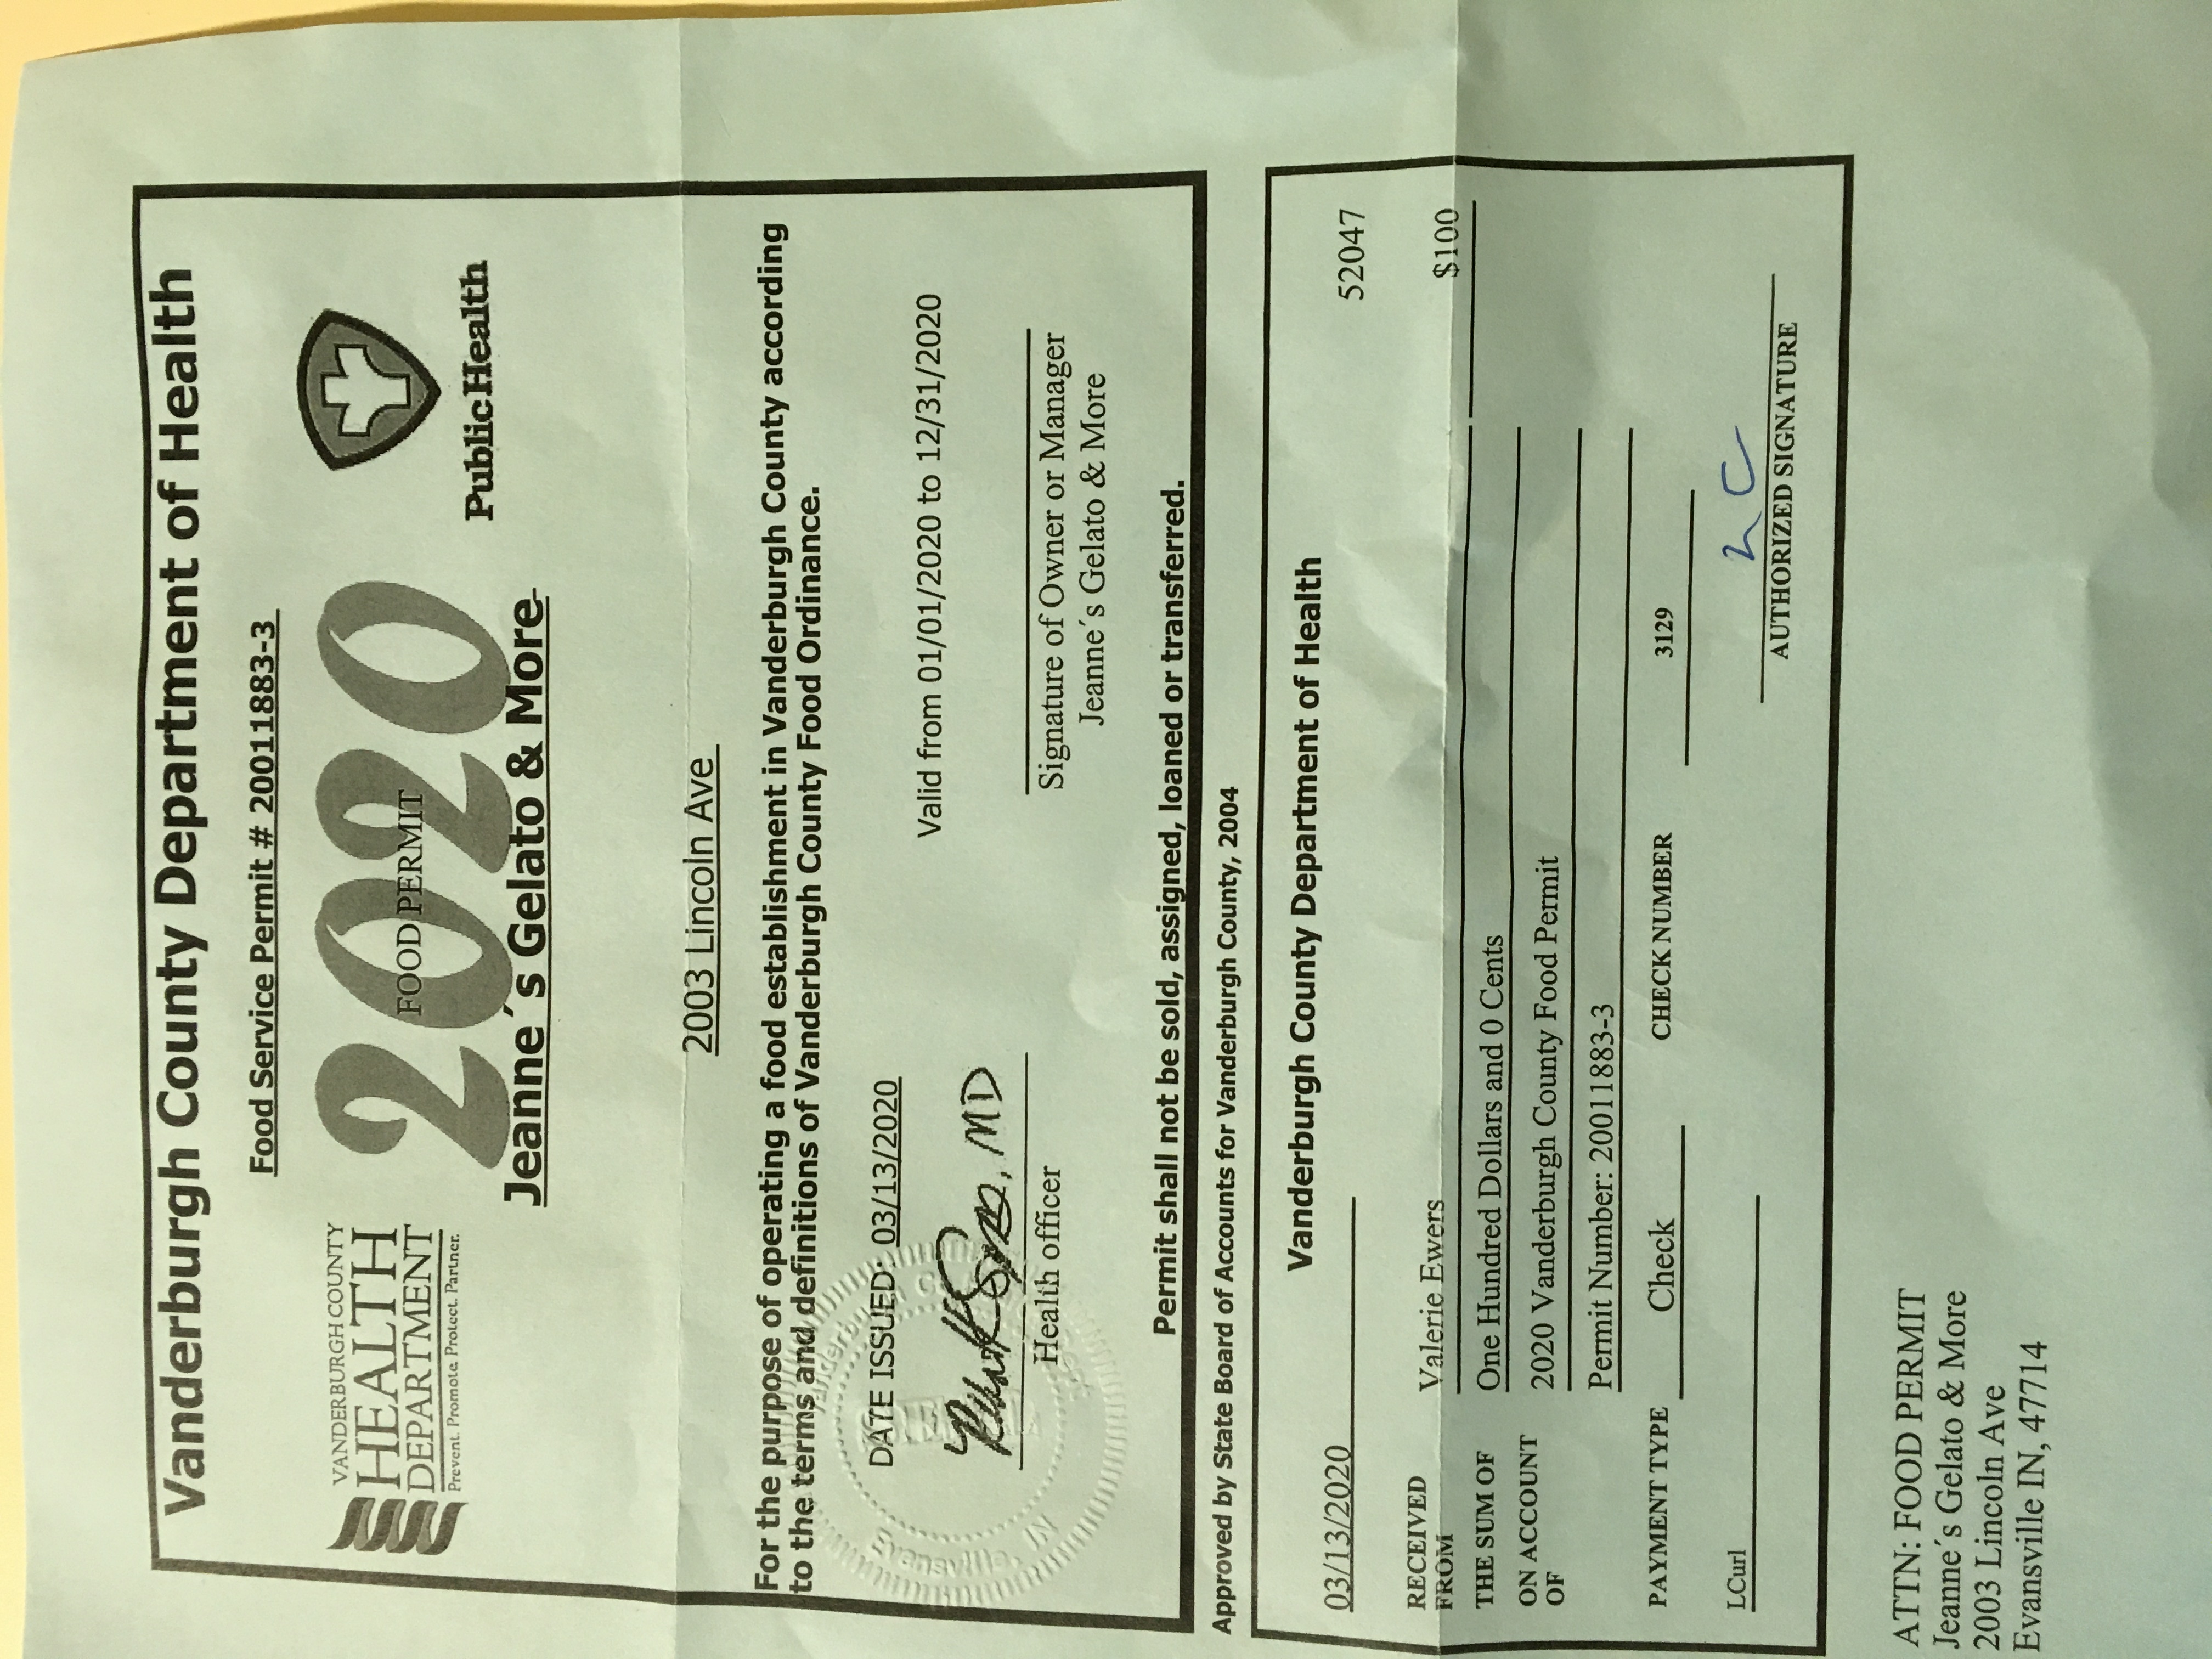 Vanderburgh County Department of Health
Food Service Permit # 20011883-3
VANDERBURGH COUNTY
HEALTH
DEPARTMENT
Prevent. Promote. Protect. Partner.
2020
FOOD PERMIT
Public Health
Jeanne´s Gelato & More
2003 Lincoln Ave
For the purpose of operating a food establishment in Vanderburgh County according
to the terms and definitions of Vanderburgh County Food Ordinance.
DATE ISSUED: 03/13/2020
Valid from 01/01/2020 to 12/31/2020
MD
Health officer
Signature of Owner or Manager
Jeanne´s Gelato & More
Evansville, IN
Permit shall not be sold, assigned, loaned or transferred.
Approved by State Board of Accounts for Vanderburgh County, 2004
Vanderburgh County Department of Health
03/13/2020
52047
RECEIVED FROM Valerie Ewers $100
THE SUM OF One Hundred Dollars and 0 Cents
ON ACCOUNT OF 2020 Vanderburgh County Food Permit
Permit Number: 20011883-3
PAYMENT TYPE Check CHECK NUMBER 3129
LCurl
LC
AUTHORIZED SIGNATURE
ATTN: FOOD PERMIT
Jeanne´s Gelato & More
2003 Lincoln Ave
Evansville IN, 47714